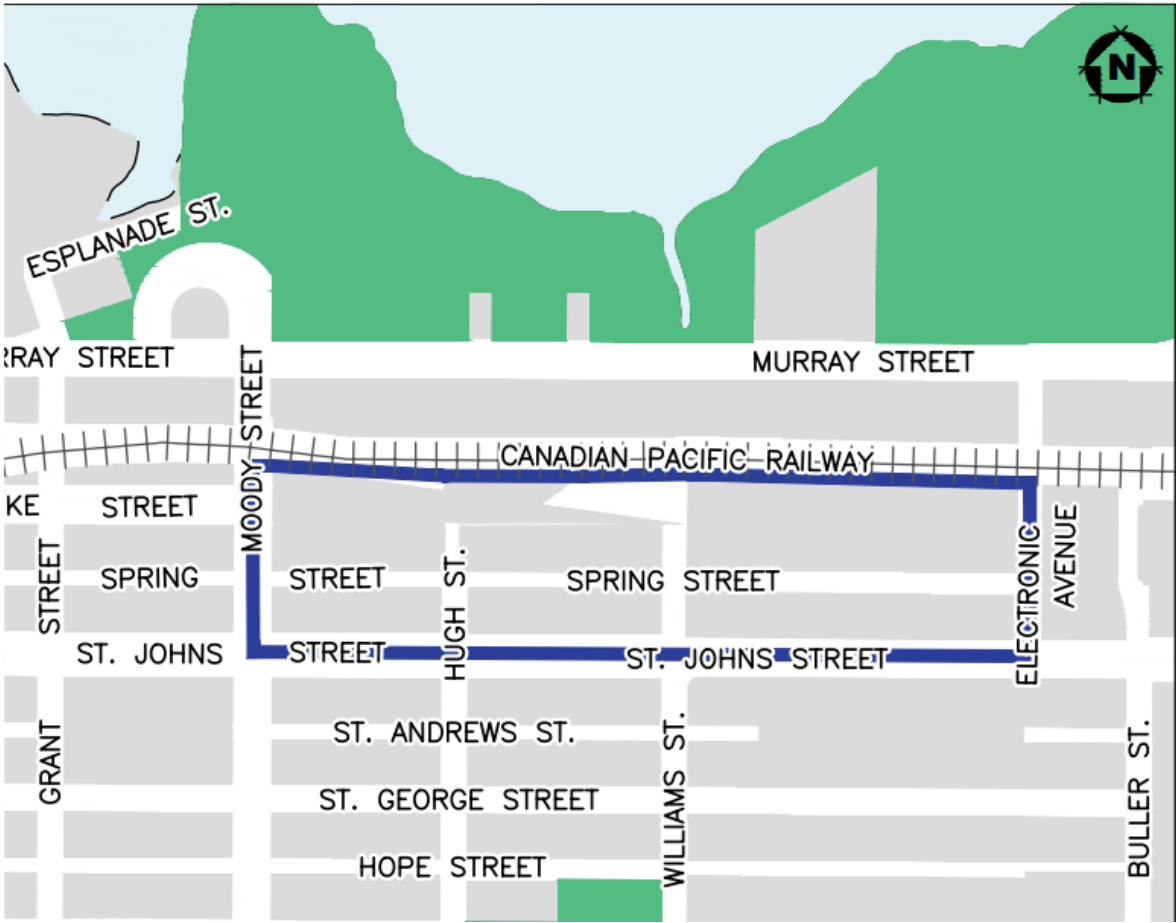 N
ESPLANADE ST.
RRAY STREET
MURRAY STREET
MOODY STREET
CANADIAN PACIFIC RAILWAY
KE STREET
STREET
SPRING STREET
SPRING STREET
HUGH ST.
ELECTRONIC
AVENUE
ST. JOHNS STREET
ST. JOHNS STREET
GRANT
ST. ANDREWS ST.
WILLIAMS ST.
BULLER ST.
ST. GEORGE STREET
HOPE STREET